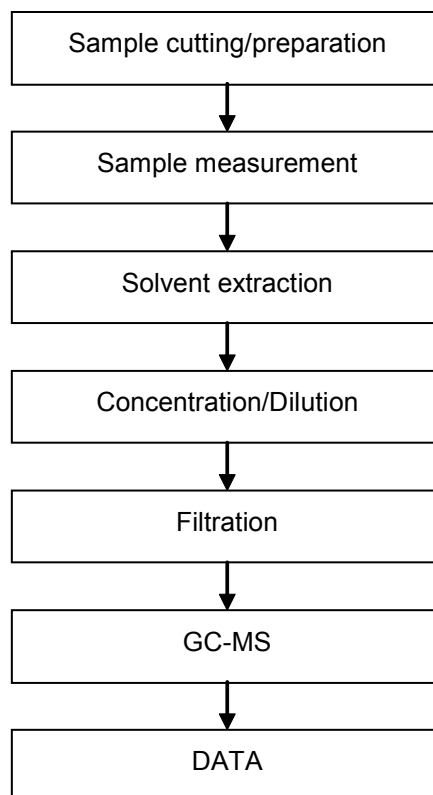 Sample cutting/preparation
Sample measurement
Solvent extraction
Concentration/Dilution
Filtration
GC-MS
DATA